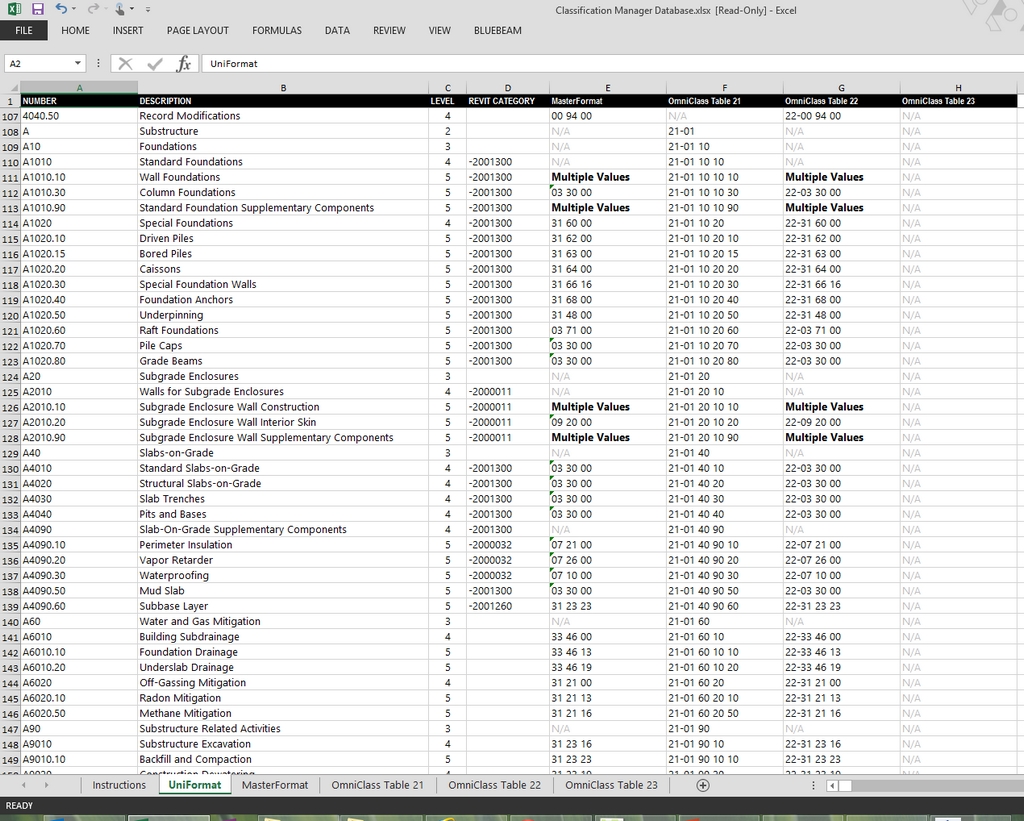 Classification Manager Database.xlsx [Read-Only] - Excel
FILE HOME INSERT PAGE LAYOUT FORMULAS DATA REVIEW VIEW BLUEBEAM
A2 fx UniFormat
A B C D E F G H
1 NUMBER DESCRIPTION LEVEL REVIT CATEGORY MasterFormat OmniClass Table 21 OmniClass Table 22 OmniClass Table 23
107 4040.50 Record Modifications 4 00 94 00 N/A 22-00 94 00 N/A
108 A Substructure 2 N/A 21-01 N/A N/A
109 A10 Foundations 3 N/A 21-01 10 N/A N/A
110 A1010 Standard Foundations 4 -2001300 N/A 21-01 10 10 N/A N/A
111 A1010.10 Wall Foundations 5 -2001300 Multiple Values 21-01 10 10 10 Multiple Values N/A
112 A1010.30 Column Foundations 5 -2001300 03 30 00 21-01 10 10 30 22-03 30 00 N/A
113 A1010.90 Standard Foundation Supplementary Components 5 -2001300 Multiple Values 21-01 10 10 90 Multiple Values N/A
114 A1020 Special Foundations 4 -2001300 31 60 00 21-01 10 20 22-31 60 00 N/A
115 A1020.10 Driven Piles 5 -2001300 31 62 00 21-01 10 20 10 22-31 62 00 N/A
116 A1020.15 Bored Piles 5 -2001300 31 63 00 21-01 10 20 15 22-31 63 00 N/A
117 A1020.20 Caissons 5 -2001300 31 64 00 21-01 10 20 20 22-31 64 00 N/A
118 A1020.30 Special Foundation Walls 5 -2001300 31 66 16 21-01 10 20 30 22-31 66 16 N/A
119 A1020.40 Foundation Anchors 5 -2001300 31 68 00 21-01 10 20 40 22-31 68 00 N/A
120 A1020.50 Underpinning 5 -2001300 31 48 00 21-01 10 20 50 22-31 48 00 N/A
121 A1020.60 Raft Foundations 5 -2001300 03 71 00 21-01 10 20 60 22-03 71 00 N/A
122 A1020.70 Pile Caps 5 -2001300 03 30 00 21-01 10 20 70 22-03 30 00 N/A
123 A1020.80 Grade Beams 5 -2001300 03 30 00 21-01 10 20 80 22-03 30 00 N/A
124 A20 Subgrade Enclosures 3 N/A 21-01 20 N/A N/A
125 A2010 Walls for Subgrade Enclosures 4 -2000011 N/A 21-01 20 10 N/A N/A
126 A2010.10 Subgrade Enclosure Wall Construction 5 -2000011 Multiple Values 21-01 20 10 10 Multiple Values N/A
127 A2010.20 Subgrade Enclosure Wall Interior Skin 5 -2000011 09 20 00 21-01 20 10 20 22-09 20 00 N/A
128 A2010.90 Subgrade Enclosure Wall Supplementary Components 5 -2000011 Multiple Values 21-01 20 10 90 Multiple Values N/A
129 A40 Slabs-on-Grade 3 N/A 21-01 40 N/A N/A
130 A4010 Standard Slabs-on-Grade 4 -2001300 03 30 00 21-01 40 10 22-03 30 00 N/A
131 A4020 Structural Slabs-on-Grade 4 -2001300 03 30 00 21-01 40 20 22-03 30 00 N/A
132 A4030 Slab Trenches 4 -2001300 03 30 00 21-01 40 30 22-03 30 00 N/A
133 A4040 Pits and Bases 4 -2001300 03 30 00 21-01 40 40 22-03 30 00 N/A
134 A4090 Slab-On-Grade Supplementary Components 4 -2001300 N/A 21-01 40 90 N/A N/A
135 A4090.10 Perimeter Insulation 5 -2000032 07 21 00 21-01 40 90 10 22-07 21 00 N/A
136 A4090.20 Vapor Retarder 5 -2000032 07 26 00 21-01 40 90 20 22-07 26 00 N/A
137 A4090.30 Waterproofing 5 -2000032 07 10 00 21-01 40 90 30 22-07 10 00 N/A
138 A4090.50 Mud Slab 5 -2001300 03 30 00 21-01 40 90 50 22-03 30 00 N/A
139 A4090.60 Subbase Layer 5 -2001260 31 23 23 21-01 40 90 60 22-31 23 23 N/A
140 A60 Water and Gas Mitigation 3 N/A 21-01 60 N/A N/A
141 A6010 Building Subdrainage 4 33 46 00 21-01 60 10 22-33 46 00 N/A
142 A6010.10 Foundation Drainage 5 33 46 13 21-01 60 10 10 22-33 46 13 N/A
143 A6010.20 Underslab Drainage 5 33 46 19 21-01 60 10 20 22-33 46 19 N/A
144 A6020 Off-Gassing Mitigation 4 31 21 00 21-01 60 20 22-31 21 00 N/A
145 A6020.10 Radon Mitigation 5 31 21 13 21-01 60 20 10 22-31 21 13 N/A
146 A6020.50 Methane Mitigation 5 31 21 16 21-01 60 20 50 22-31 21 16 N/A
147 A90 Substructure Related Activities 3 N/A 21-01 90 N/A N/A
148 A9010 Substructure Excavation 4 31 23 16 21-01 90 10 22-31 23 16 N/A
149 A9010.10 Backfill and Compaction 5 31 23 23 21-01 90 10 10 22-31 23 23 N/A
Construction Dewatering
Instructions UniFormat MasterFormat OmniClass Table 21 OmniClass Table 22 OmniClass Table 23
READY